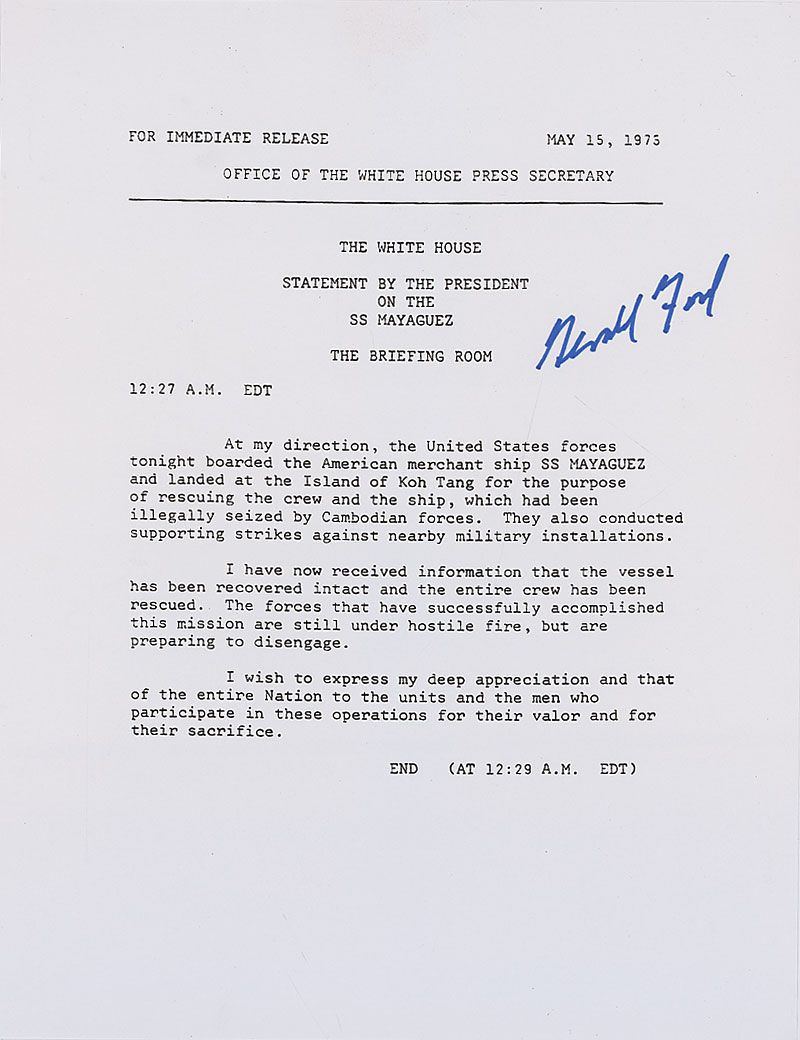 FOR IMMEDIATE RELEASE MAY 15, 1975
OFFICE OF THE WHITE HOUSE PRESS SECRETARY
THE WHITE HOUSE
STATEMENT BY THE PRESIDENT
ON THE
SS MAYAGUEZ
Gerald Ford
THE BRIEFING ROOM
12:27 A.M. EDT
At my direction, the United States forces
tonight boarded the American merchant ship SS MAYAGUEZ
and landed at the Island of Koh Tang for the purpose
of rescuing the crew and the ship, which had been
illegally seized by Cambodian forces. They also conducted
supporting strikes against nearby military installations.
I have now received information that the vessel
has been recovered intact and the entire crew has been
rescued. The forces that have successfully accomplished
this mission are still under hostile fire, but are
preparing to disengage.
I wish to express my deep appreciation and that
of the entire Nation to the units and the men who
participate in these operations for their valor and for
their sacrifice.
END (AT 12:29 A.M. EDT)